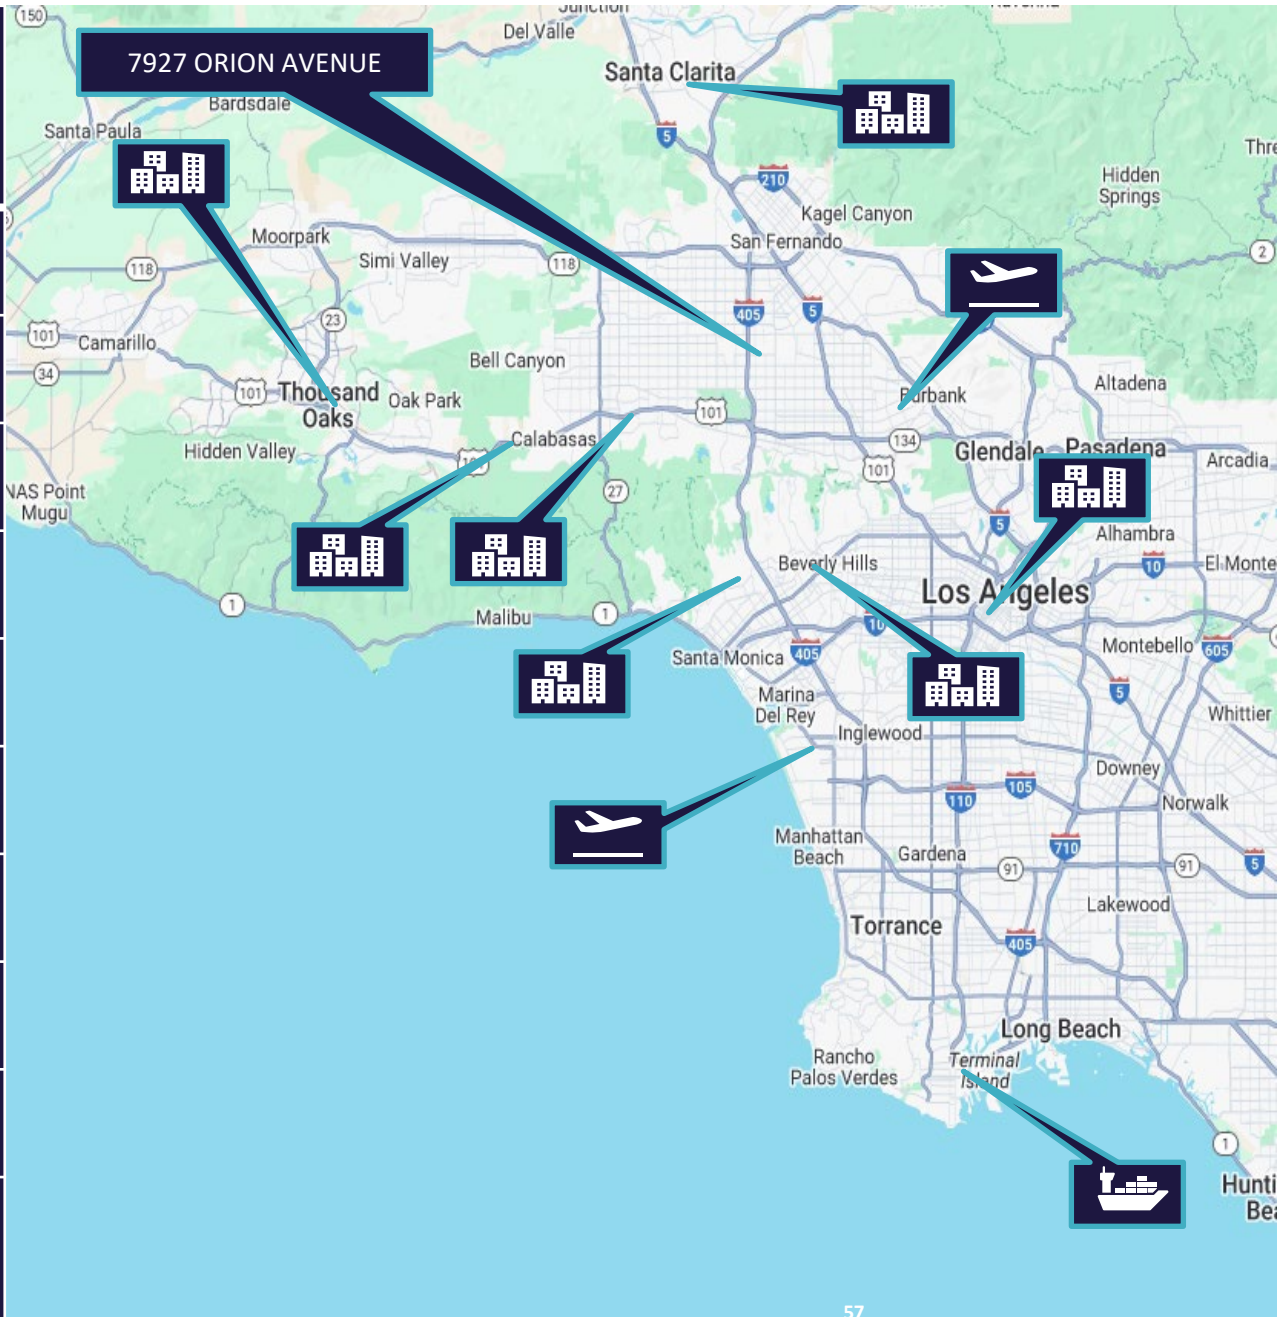 150
Junction
Del Valle
7927 ORION AVENUE
Santa Clarita
Bardsdale
Santa Paula
5
Hidden
Springs
210
Kagel Canyon
Moorpark
San Fernando
Simi Valley
118
118
2
405
5
23
101
Camarillo
Bell Canyon
34
101
Thousand
Oaks
Oak Park
Burbank
Altadena
101
Calabasas
134
Hidden Valley
Glendale
Pasadena
Arcadia
101
101
NAS Point
Mugu
27
5
Alhambra
Beverly Hills
10
El Monte
Los Angeles
1
Malibu
1
10
Montebello
605
Santa Monica
405
Marina
Del Rey
5
Whittier
Inglewood
Downey
105
110
Norwalk
Manhattan
Beach
Gardena
710
91
91
5
Lakewood
Torrance
405
Long Beach
Rancho
Palos Verdes
Terminal
Island
1
57